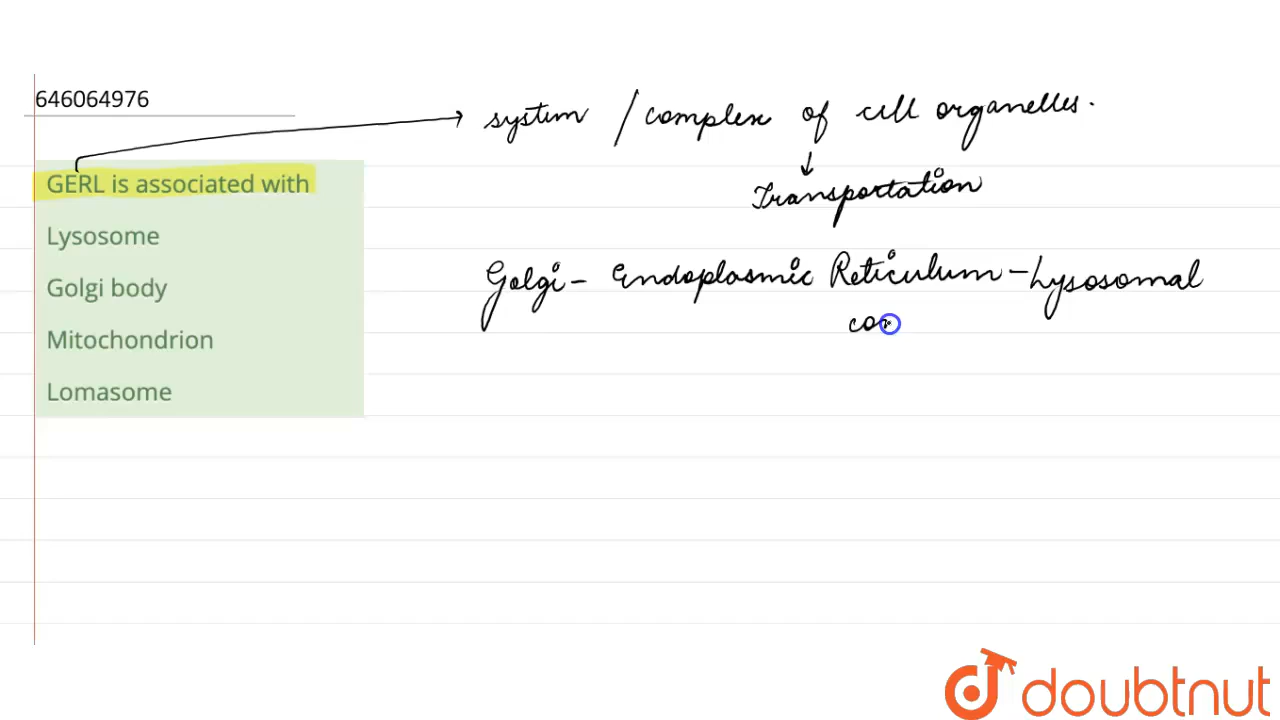 646064976
system / complex of cell organelles.
GERL is associated with
Transportation
Lysosome
Golgi - Endoplasmic Reticulum - Lysosomal
Golgi body
com
Mitochondrion
Lomasome
doubtnut